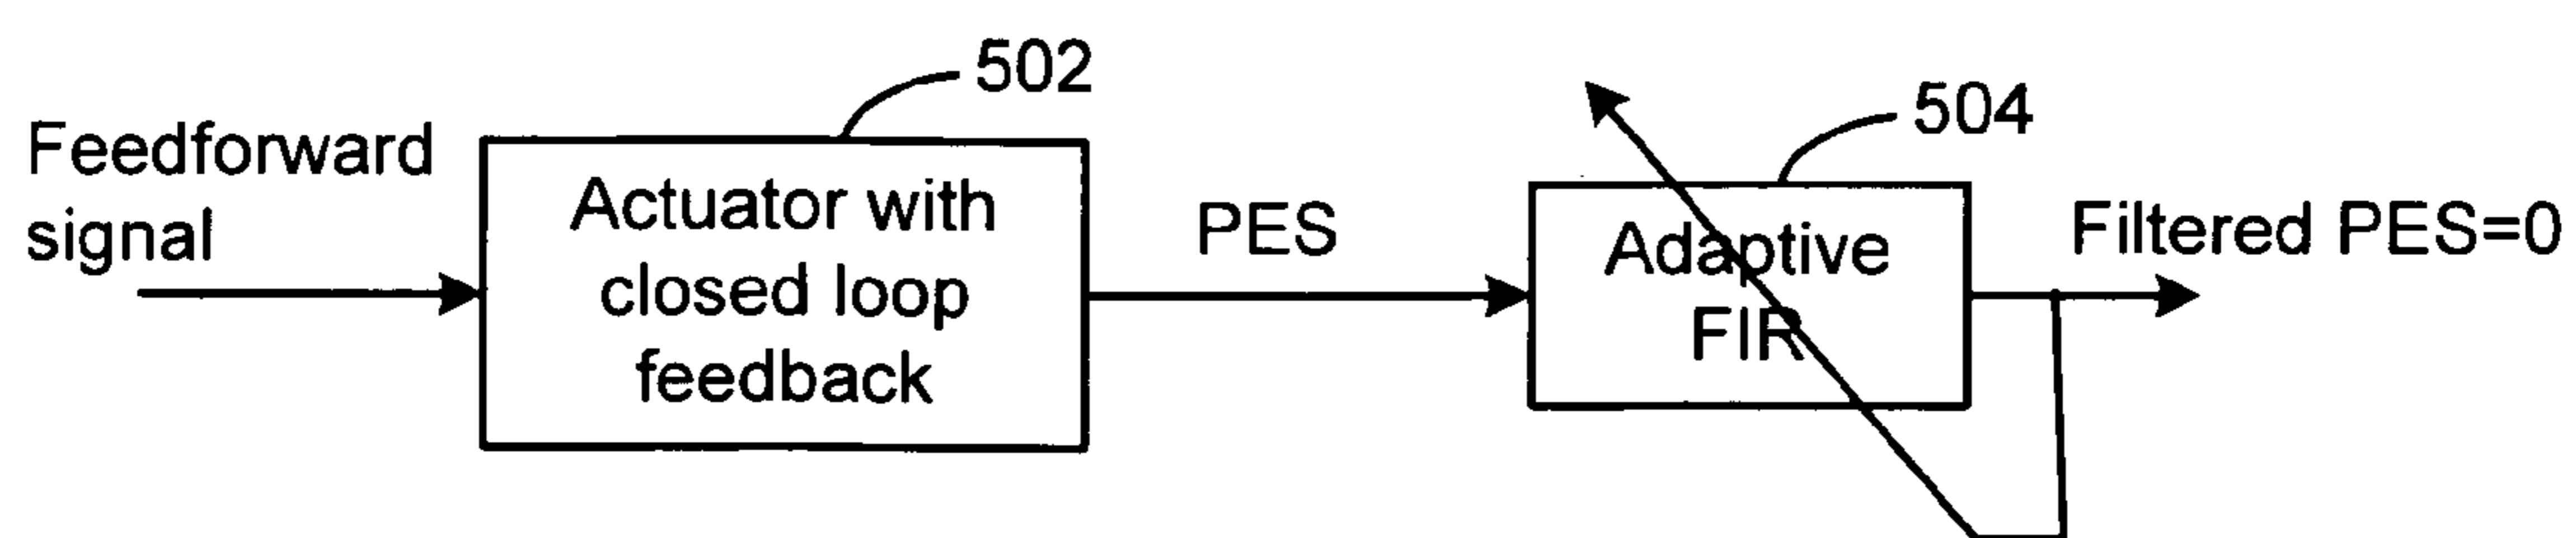 502
504
Feedforward
signal
Actuator with
closed loop
feedback
PES
Adaptive
FIR
Filtered PES=0